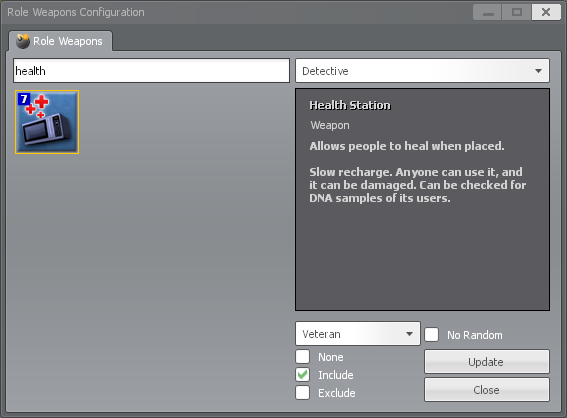 Role Weapons Configuration
Role Weapons
health
Detective
7
Health Station
Weapon
Allows people to heal when placed.
Slow recharge. Anyone can use it, and
it can be damaged. Can be checked for
DNA samples of its users.
Veteran
No Random
None
Update
Include
Exclude
Close